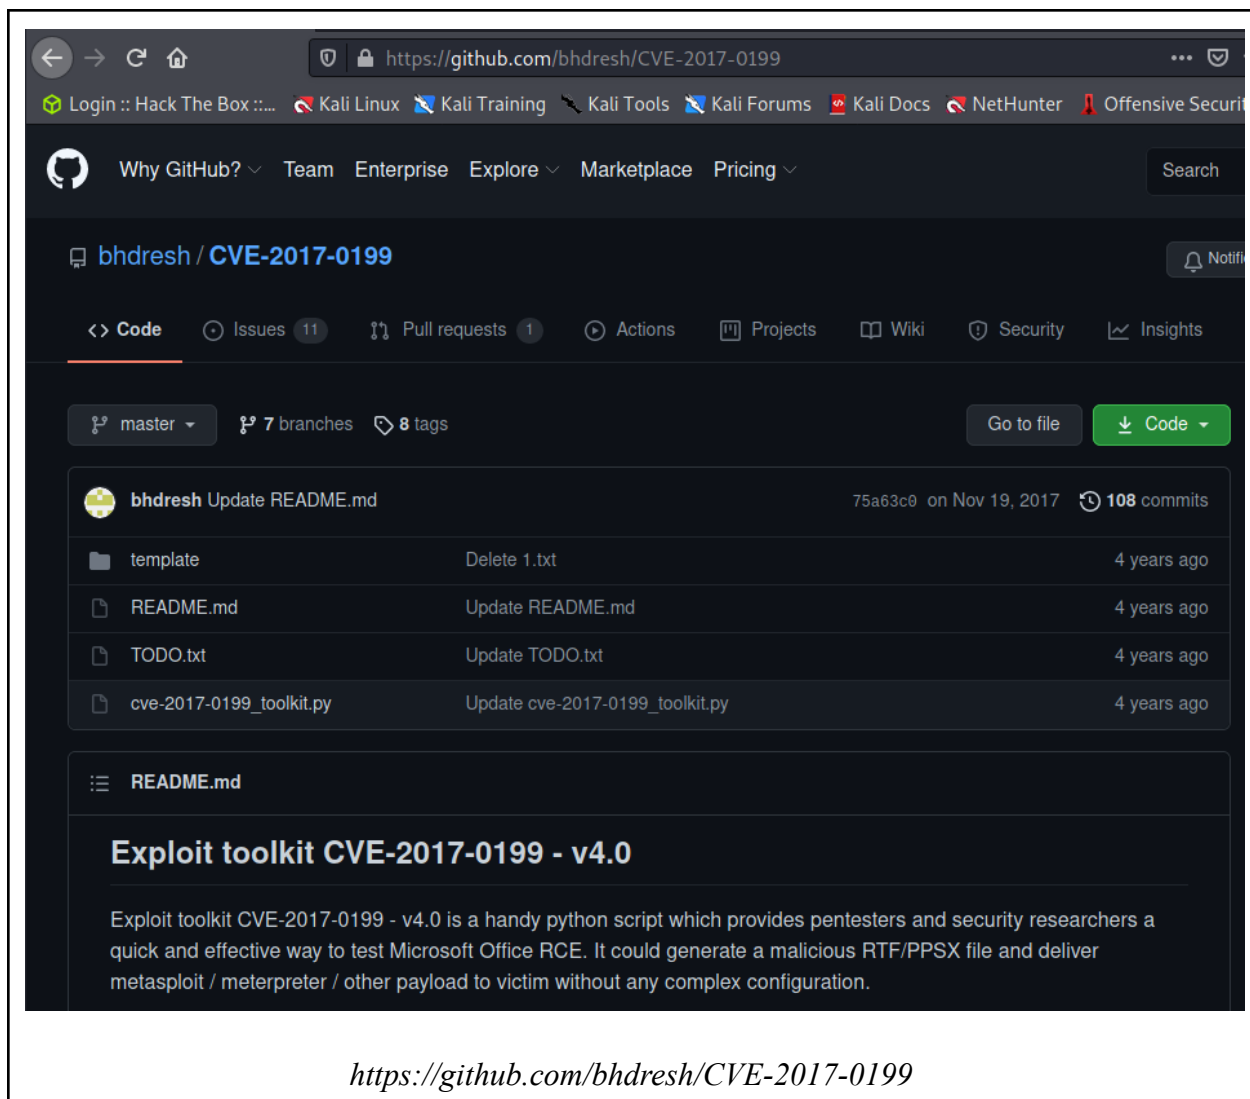 https://github.com/bhdresh/CVE-2017-0199
Login :: Hack The Box ::... Kali Linux Kali Training Kali Tools Kali Forums Kali Docs NetHunter Offensive Securit
Why GitHub? Team Enterprise Explore Marketplace Pricing Search
bhdresh / CVE-2017-0199 Notifi
Code Issues 11 Pull requests 1 Actions Projects Wiki Security Insights
master 7 branches 8 tags Go to file Code
bhdresh Update README.md 75a63c0 on Nov 19, 2017 108 commits
template Delete 1.txt 4 years ago
README.md Update README.md 4 years ago
TODO.txt Update TODO.txt 4 years ago
cve-2017-0199_toolkit.py Update cve-2017-0199_toolkit.py 4 years ago
README.md
Exploit toolkit CVE-2017-0199 - v4.0
Exploit toolkit CVE-2017-0199 - v4.0 is a handy python script which provides pentesters and security researchers a
quick and effective way to test Microsoft Office RCE. It could generate a malicious RTF/PPSX file and deliver
metasploit / meterpreter / other payload to victim without any complex configuration.
https://github.com/bhdresh/CVE-2017-0199